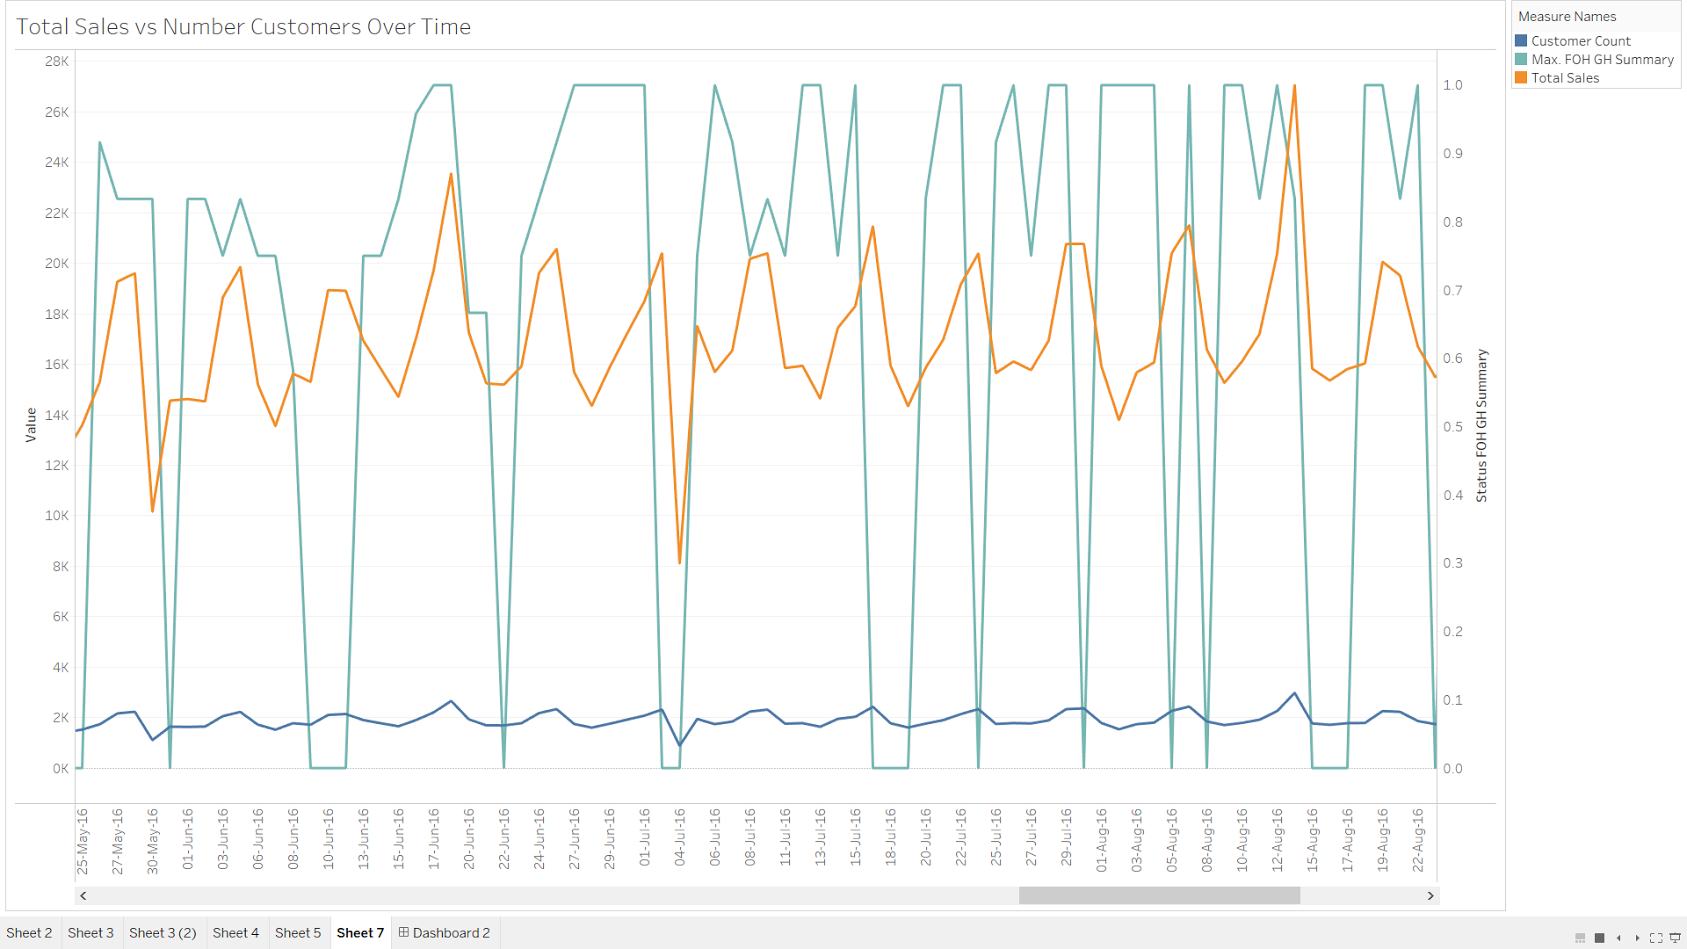 Total Sales vs Number Customers Over Time
Measure Names
Customer Count
Max. FOH GH Summary
Total Sales
28K
26K
24K
22K
20K
18K
16K
14K
12K
10K
8K
6K
4K
2K
0K
Value
1.0
0.9
0.8
0.7
0.6
0.5
0.4
0.3
0.2
0.1
0.0
Status FOH GH Summary
25-May-16
27-May-16
30-May-16
01-Jun-16
03-Jun-16
06-Jun-16
08-Jun-16
10-Jun-16
13-Jun-16
15-Jun-16
17-Jun-16
20-Jun-16
22-Jun-16
24-Jun-16
27-Jun-16
29-Jun-16
01-Jul-16
04-Jul-16
06-Jul-16
08-Jul-16
11-Jul-16
13-Jul-16
15-Jul-16
18-Jul-16
20-Jul-16
22-Jul-16
25-Jul-16
27-Jul-16
29-Jul-16
01-Aug-16
03-Aug-16
05-Aug-16
08-Aug-16
10-Aug-16
12-Aug-16
15-Aug-16
17-Aug-16
19-Aug-16
22-Aug-16
Sheet 2 Sheet 3 Sheet 3 (2) Sheet 4 Sheet 5 Sheet 7 Dashboard 2